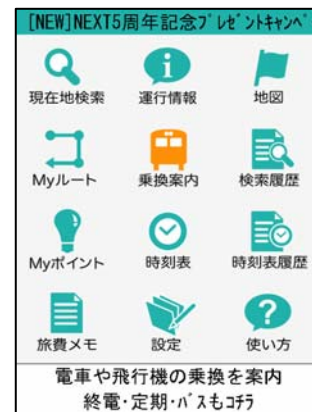 [NEW]NEXT5周年記念ﾌﾟﾚｾﾞﾝﾄｷｬﾝﾍﾟ
現在地検索 運行情報 地図
Myルート 乗換案内 検索履歴
Myポイント 時刻表 時刻表履歴
旅費メモ 設定 使い方
電車や飛行機の乗換を案内
終電･定期･ﾊﾞｽもｺﾁﾗ